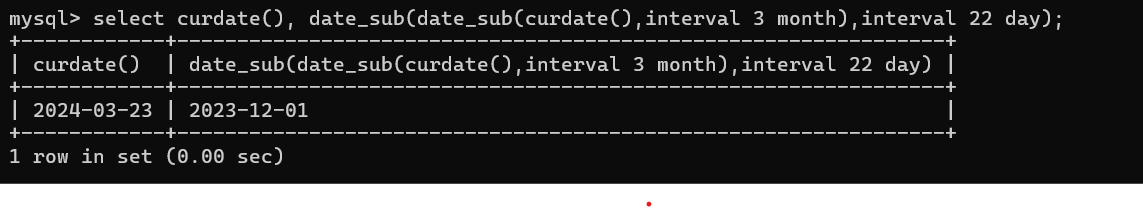 mysql> select curdate(), date_sub(date_sub(curdate(),interval 3 month),interval 22 day);
+------------+----------------------------------------------------------------+
| curdate()  | date_sub(date_sub(curdate(),interval 3 month),interval 22 day) |
+------------+----------------------------------------------------------------+
| 2024-03-23 | 2023-12-01                                                     |
+------------+----------------------------------------------------------------+
1 row in set (0.00 sec)